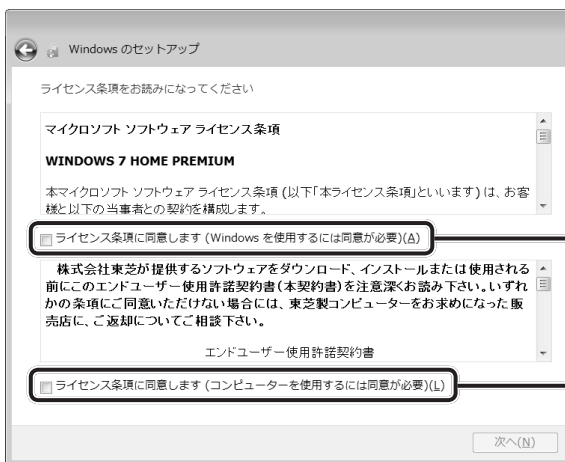 Windows のセットアップ
ライセンス条項をお読みになってください
マイクロソフト ソフトウェア ライセンス条項
WINDOWS 7 HOME PREMIUM
本マイクロソフト ソフトウェア ライセンス条項 (以下「本ライセンス条項」といいます) は、お客
様と以下の当事者との契約を構成します。
ライセンス条項に同意します (Windows を使用するには同意が必要)(A)
株式会社東芝が提供するソフトウェアをダウンロード、インストールまたは使用される
前にこのエンドユーザー使用許諾契約書(本契約書)を注意深くお読み下さい。いずれ
かの条項にご同意いただけない場合には、東芝製コンピューターをお求めになった販
売店に、ご返却についてご相談下さい。
エンドユーザー使用許諾契約書
ライセンス条項に同意します (コンピューターを使用するには同意が必要)(L)
次へ(N)